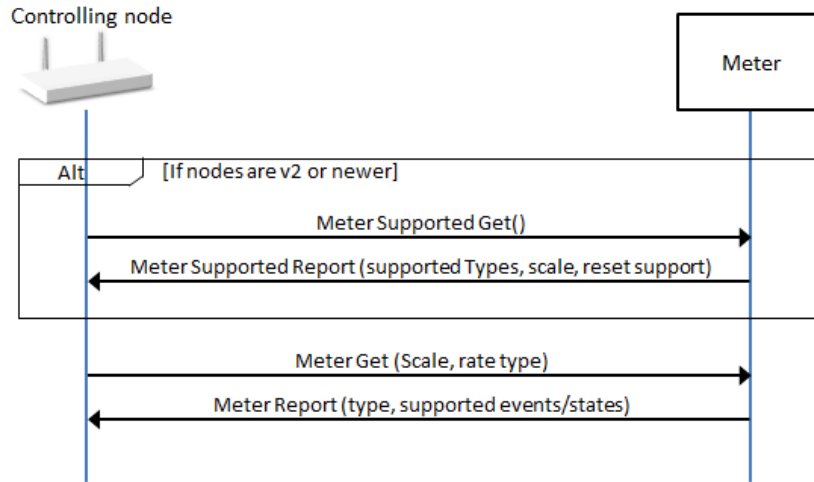 Controlling node
Meter
Alt
[If nodes are v2 or newer]
Meter Supported Get()
Meter Supported Report (supported Types, scale, reset support)
Meter Get (Scale, rate type)
Meter Report (type, supported events/states)